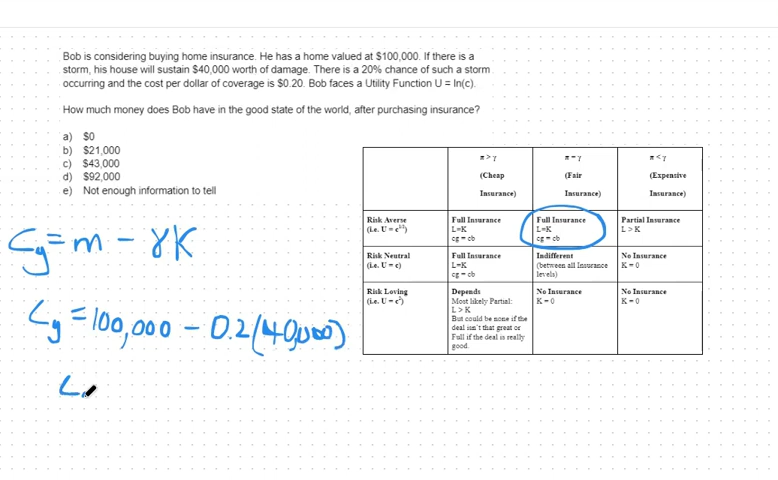 Bob is considering buying home insurance. He has a home valued at $100,000. If there is a
storm, his house will sustain $40,000 worth of damage. There is a 20% chance of such a storm
occurring and the cost per dollar of coverage is $0.20. Bob faces a Utility Function U = ln(c).
How much money does Bob have in the good state of the world, after purchasing insurance?
a) $0
b) $21,000
c) $43,000
d) $92,000
e) Not enough information to tell
π > γ
(Cheap
Insurance)
π = γ
(Fair
Insurance)
π < γ
(Expensive
Insurance)
Risk Averse
(i.e. U = c^1/2)
Full Insurance
L=K
cg = cb
Full Insurance
L=K
cg = cb
Partial Insurance
L > K
Risk Neutral
(i.e. U = c)
Full Insurance
L=K
cg = cb
Indifferent
(between all Insurance
levels)
No Insurance
K = 0
Risk Loving
(i.e. U = c²)
Depends
Most likely Partial:
L > K
But could be none if the
deal isn't that great or
Full if the deal is really
good.
No Insurance
K = 0
No Insurance
K = 0
Cg = m - γK
Cg = 100,000 - 0.2(40,000)
C